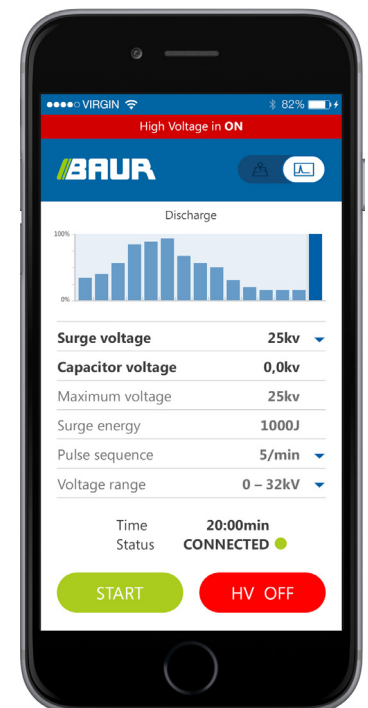 VIRGIN 82%
High Voltage in ON
BAUR
Discharge
100%
0%
Surge voltage 25kv
Capacitor voltage 0,0kv
Maximum voltage 25kv
Surge energy 1000J
Pulse sequence 5/min
Voltage range 0 – 32kV
Time 20:00min
Status CONNECTED
START HV OFF